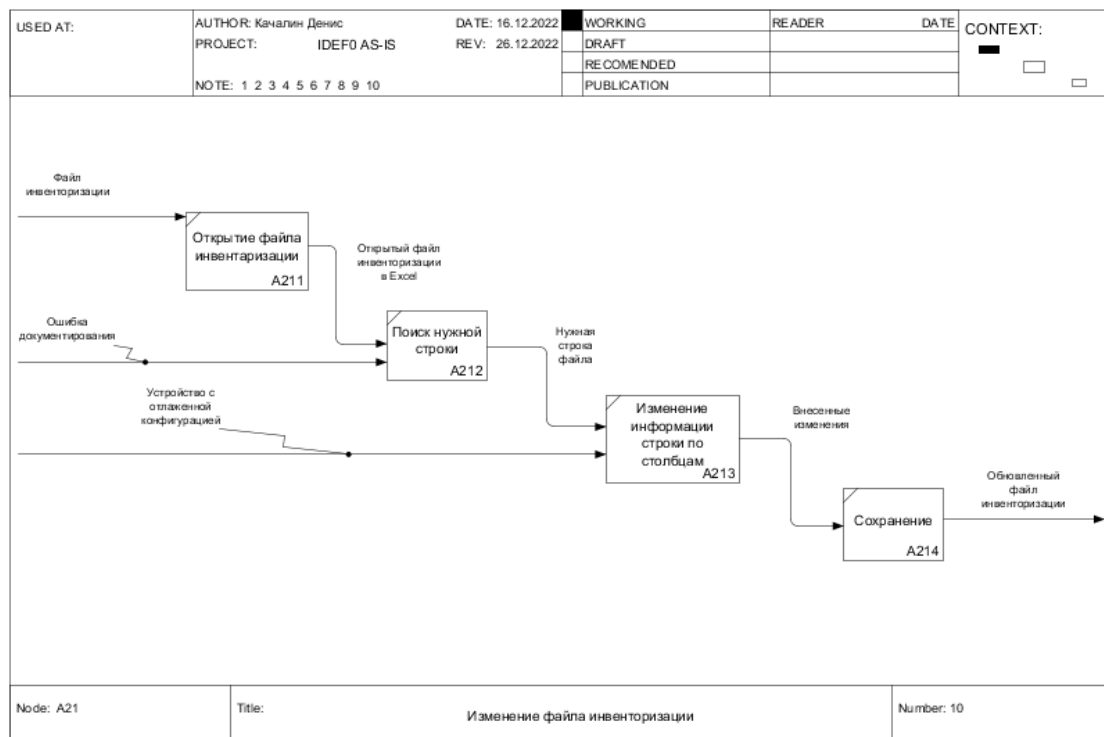 USED AT:
AUTHOR: Качалин Денис
DATE: 16.12.2022
PROJECT: IDEF0 AS-IS
REV: 26.12.2022
NOTE: 1 2 3 4 5 6 7 8 9 10
WORKING
DRAFT
RECOMENDED
PUBLICATION
READER
DATE
CONTEXT:
Файл
инвенторизации
Открытие файла
инвентаризации
A211
Открытый файл
инвенторизации
в Excel
Ошибка
документирования
Поиск нужной
строки
A212
Нужная
строка
файла
Устройство с
отлаженной
конфигурацией
Изменение
информации
строки по
столбцам
A213
Внесенные
изменения
Сохранение
A214
Обновленный
файл
инвенторизации
Node: A21
Title:
Изменение файла инвенторизации
Number: 10